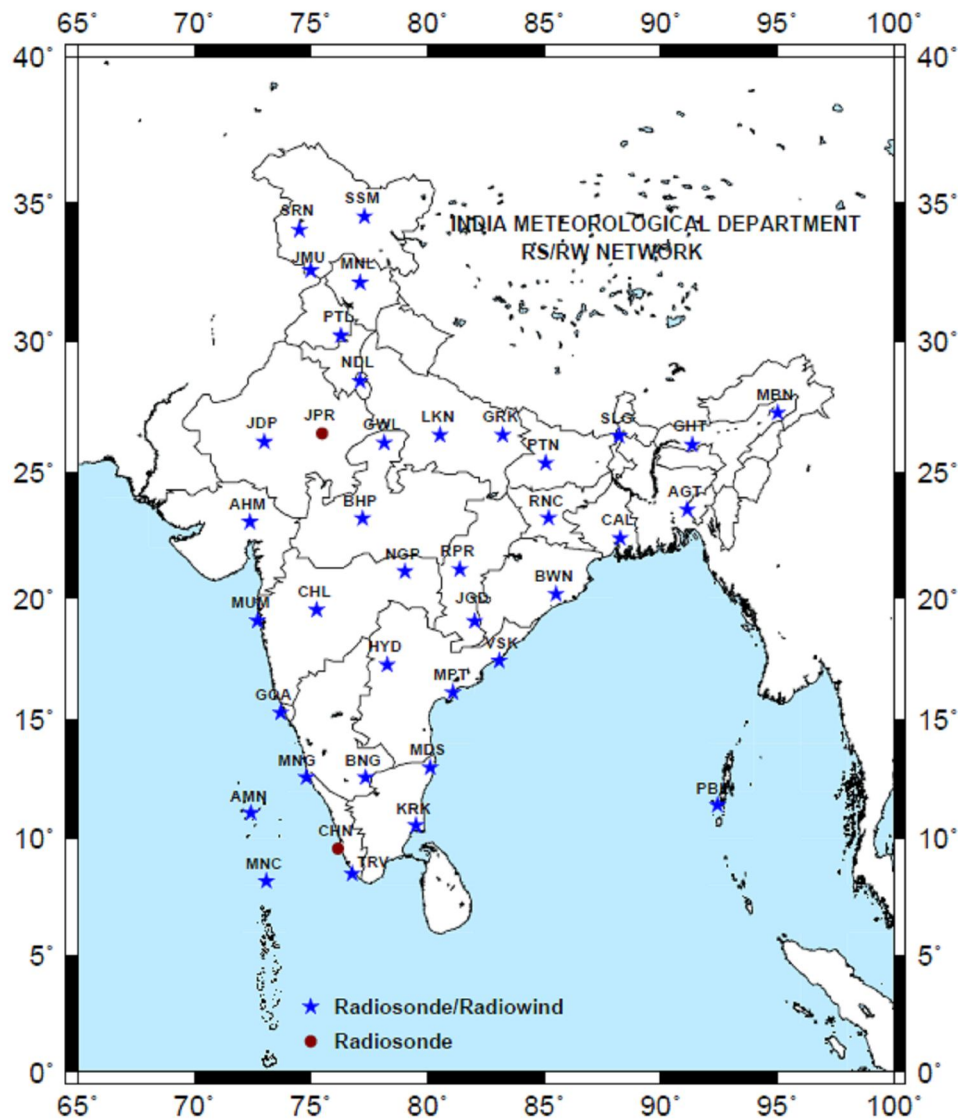 65° 70° 75° 80° 85° 90° 95° 100°
40° 40°
SSM
35° 35°
SRN
INDIA METEOROLOGICAL DEPARTMENT
RS/RW NETWORK
JMU MNL
PTL
30° 30°
NDL
MBN
JDP JPR GWL LKN GRK SLG GHT
PTN
25° 25°
AHM BHP RNC AGT
CAL
NGP RPR
BWN
MUM CHL JGD
20° 20°
HYD VSK
MPT
GOA
15° 15°
MNG BNG MDS
AMN PBL
KRK
CHN
10° 10°
MNC TRV
5° 5°
Radiosonde/Radiowind
Radiosonde
0° 0°
65° 70° 75° 80° 85° 90° 95° 100°